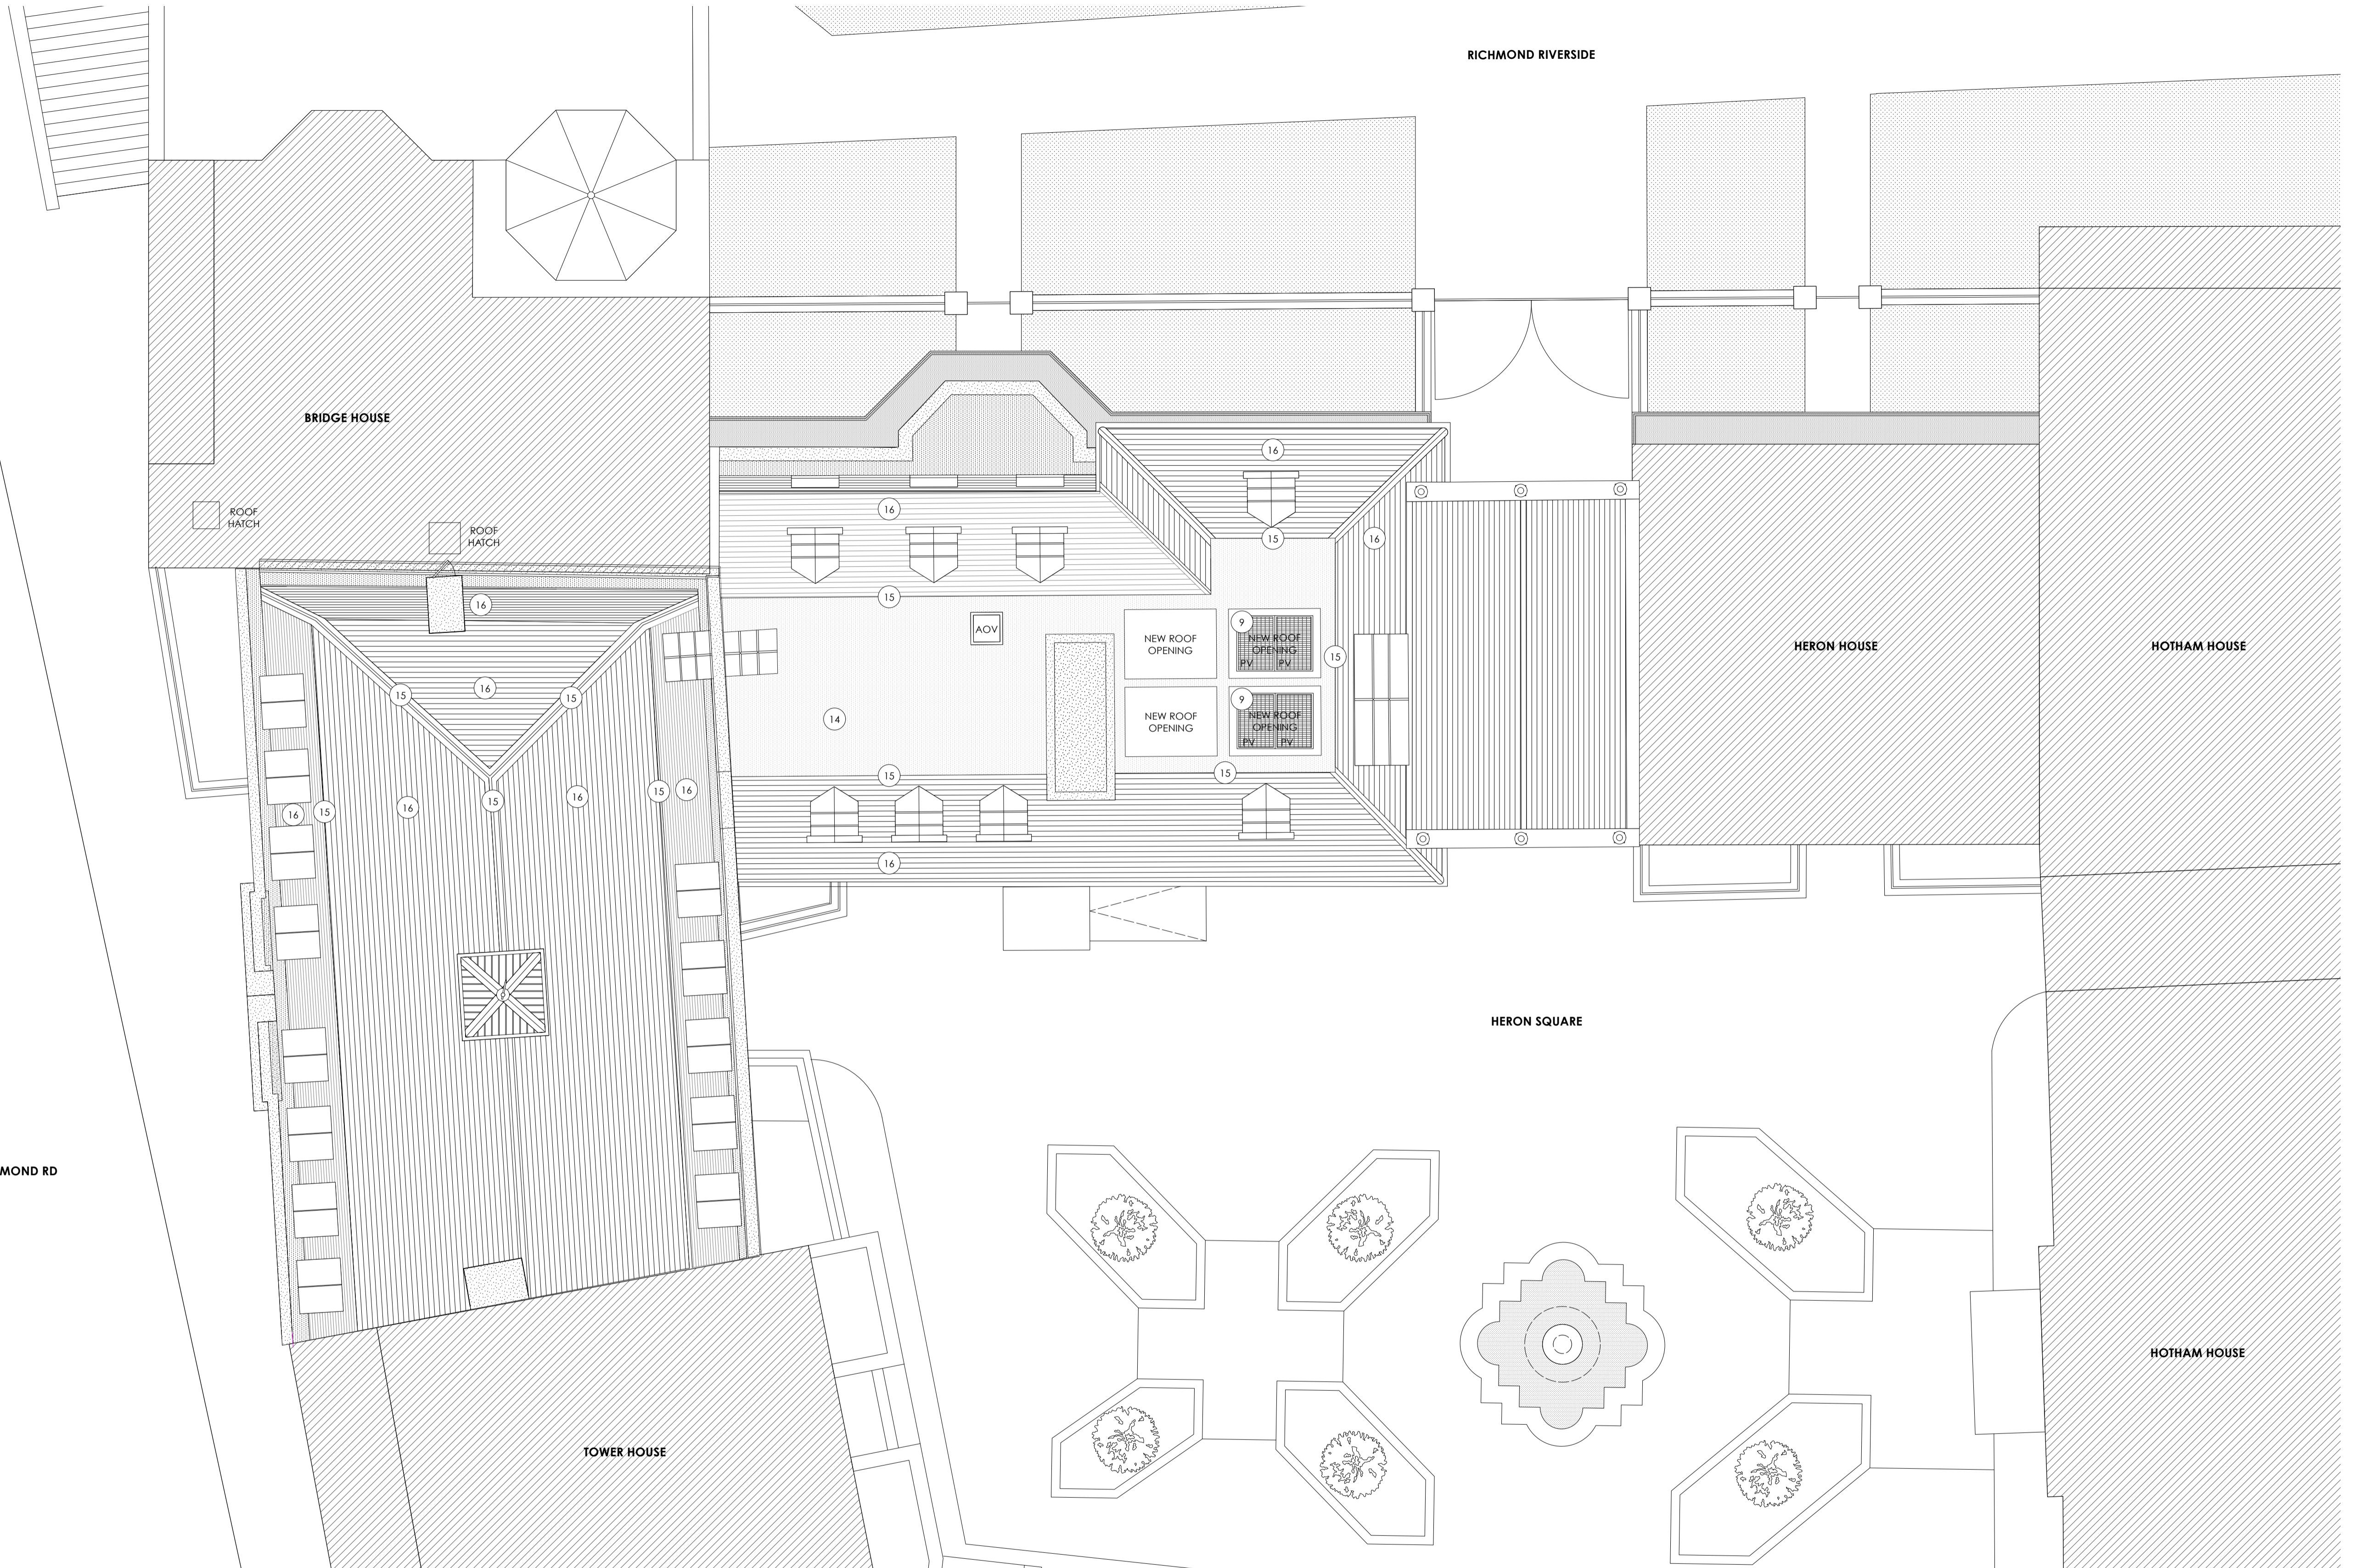 RICHMOND RIVERSIDE
BRIDGE HOUSE
16
ROOF
HATCH
16
ROOF
HATCH
15
16
15
16
9
AOV
NEW ROOF
OPENING
NEW ROOF
OPENING
PV PV
15
HERON HOUSE
HOTHAM HOUSE
15
16
15
9
14
NEW ROOF
OPENING
NEW ROOF
OPENING
PV PV
15
15
16
15
16
15
16
15
16
16
HERON SQUARE
MOND RD
HOTHAM HOUSE
TOWER HOUSE